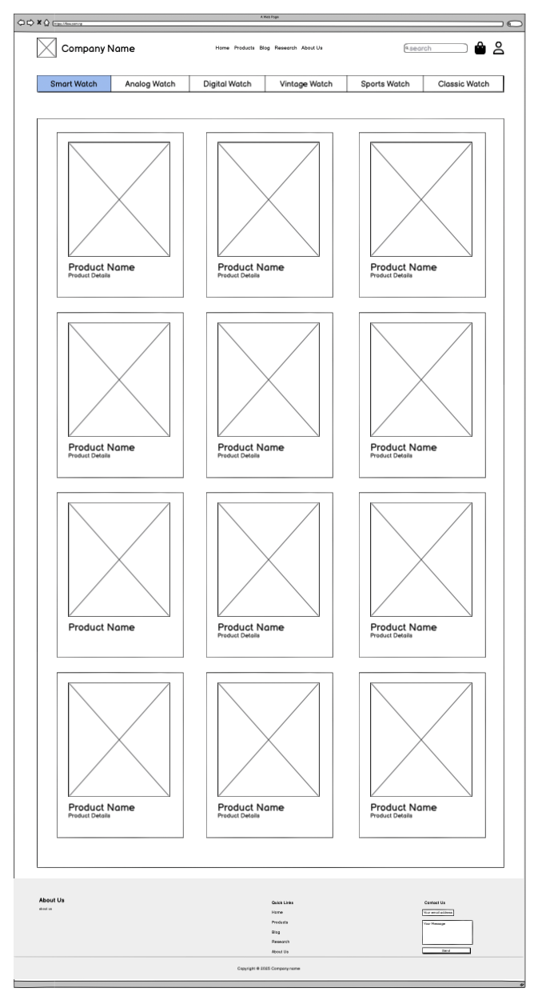 A Web Page
https://
Company Name
Home Products Blog Research About Us
search
Smart Watch Analog Watch Digital Watch Vintage Watch Sports Watch Classic Watch
Product Name Product Name Product Name
Product Details Product Details Product Details
Product Name Product Name Product Name
Product Details Product Details Product Details
Product Name Product Name Product Name
Product Details Product Details
Product Name Product Name Product Name
Product Details Product Details Product Details
About Us
about us
Quick Links
Home
Products
Blog
Research
About Us
Contact Us
Your email address
Your Message
Send
Copyright © 2025 Company name